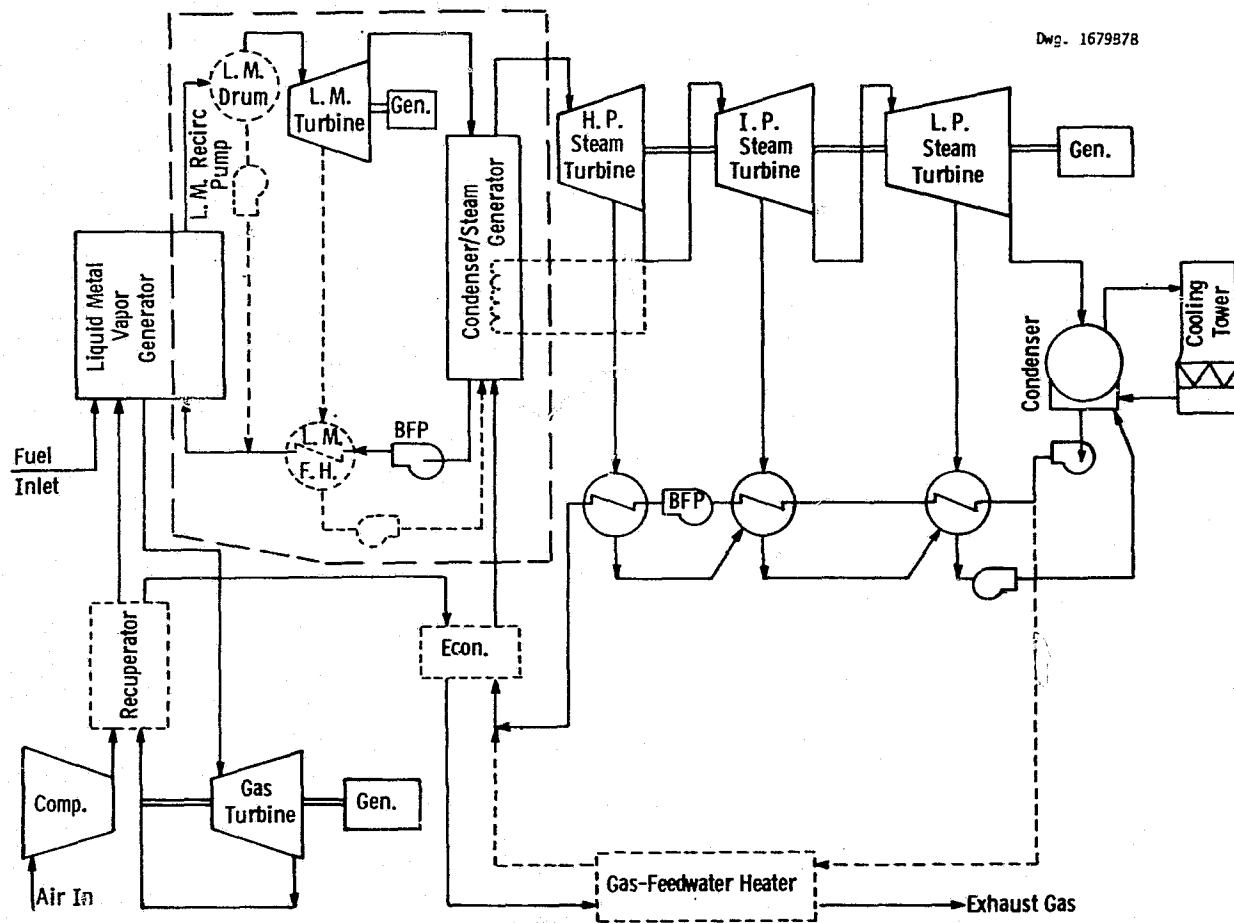 Dwg. 1679B78
L. M.
Drum
L. M.
Turbine
Gen.
H. P.
Steam
Turbine
I. P.
Steam
Turbine
L. P.
Steam
Turbine
Gen.
L. M. Recirc
Pump
Liquid Metal
Vapor
Generator
Condenser/Steam
Generator
Condenser
Cooling
Tower
Fuel
Inlet
L. M.
F. H.
BFP
BFP
Recuperator
Econ.
Comp.
Gas
Turbine
Gen.
Air In
Gas-Feedwater Heater
Exhaust Gas